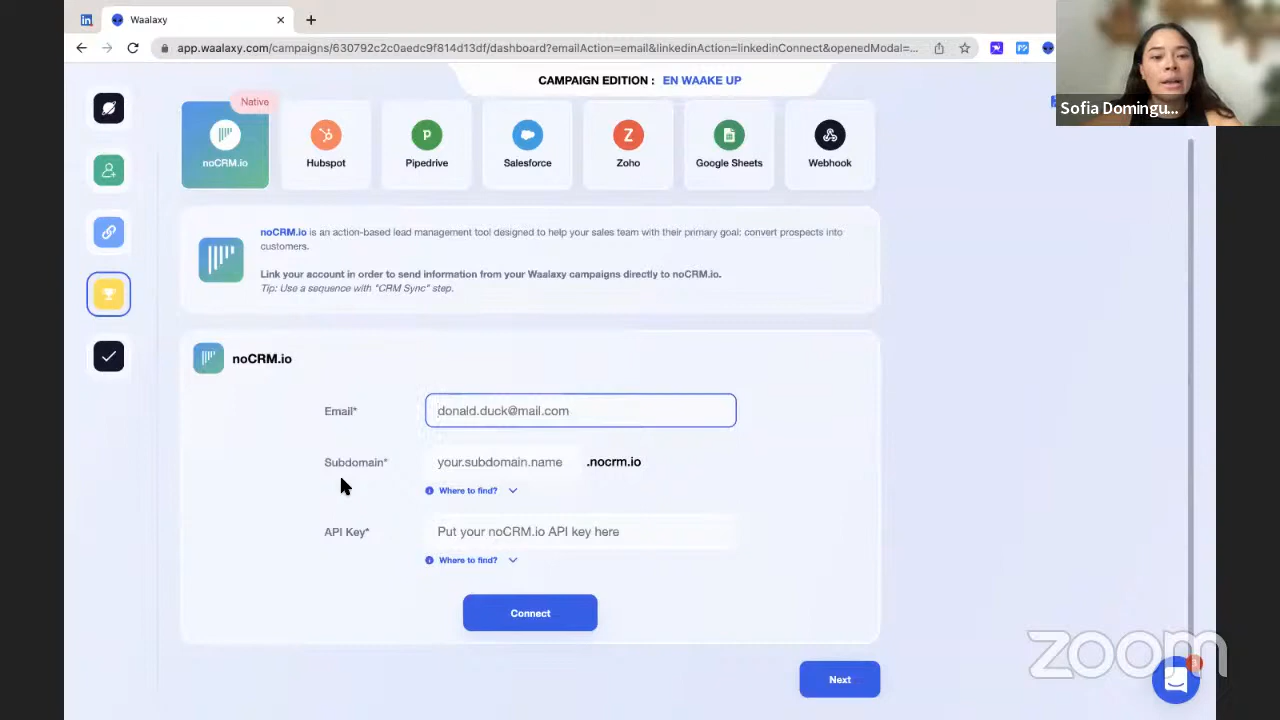 Waalaxy
app.waalaxy.com/campaigns/630792c2c0aedc9f814d13df/dashboard?emailAction=email&linkedinAction=linkedinConnect&openedModal=...
Sofia Domingu...
CAMPAIGN EDITION : EN WAAKE UP
Native
noCRM.io
Hubspot
Pipedrive
Salesforce
Zoho
Google Sheets
Webhook
noCRM.io is an action-based lead management tool designed to help your sales team with their primary goal: convert prospects into
customers.
Link your account in order to send information from your Waalaxy campaigns directly to noCRM.io.
Tip: Use a sequence with "CRM Sync" step.
noCRM.io
Email*
donald.duck@mail.com
Subdomain*
your.subdomain.name .nocrm.io
Where to find?
API Key*
Put your noCRM.io API key here
Where to find?
Connect
Next
zoom